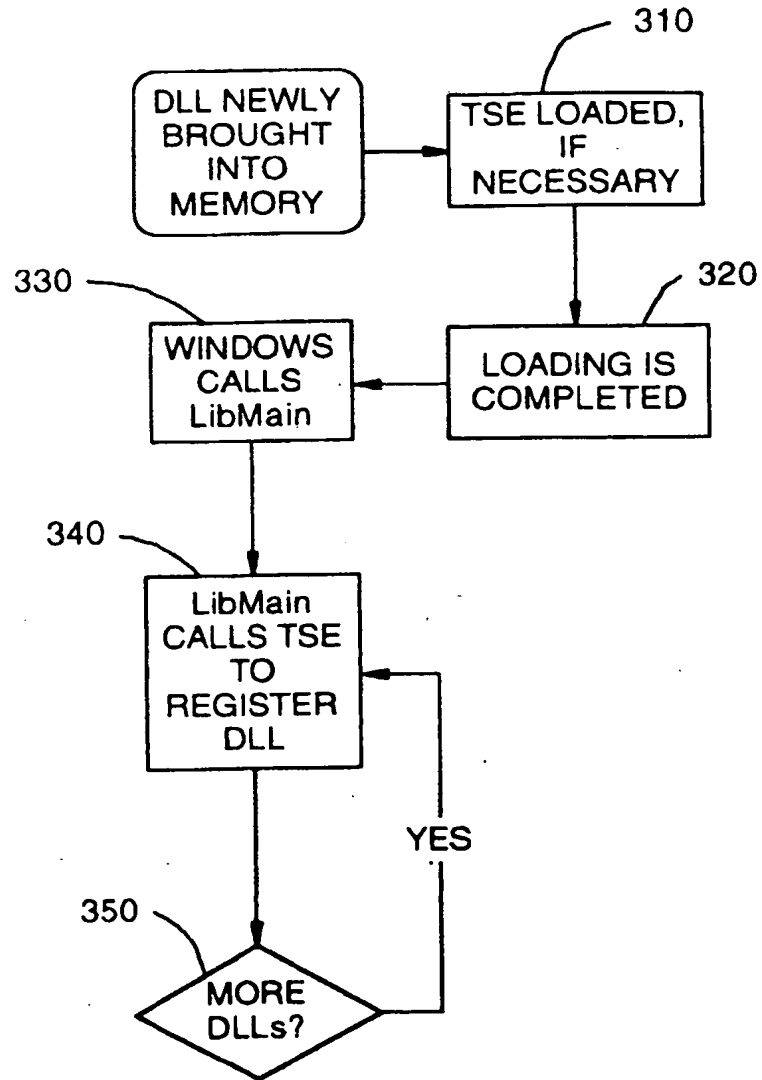 310
DLL NEWLY
BROUGHT
INTO
MEMORY
TSE LOADED,
IF
NECESSARY
330
320
WINDOWS
CALLS
LibMain
LOADING IS
COMPLETED
340
LibMain
CALLS TSE
TO
REGISTER
DLL
YES
350
MORE
DLLs?